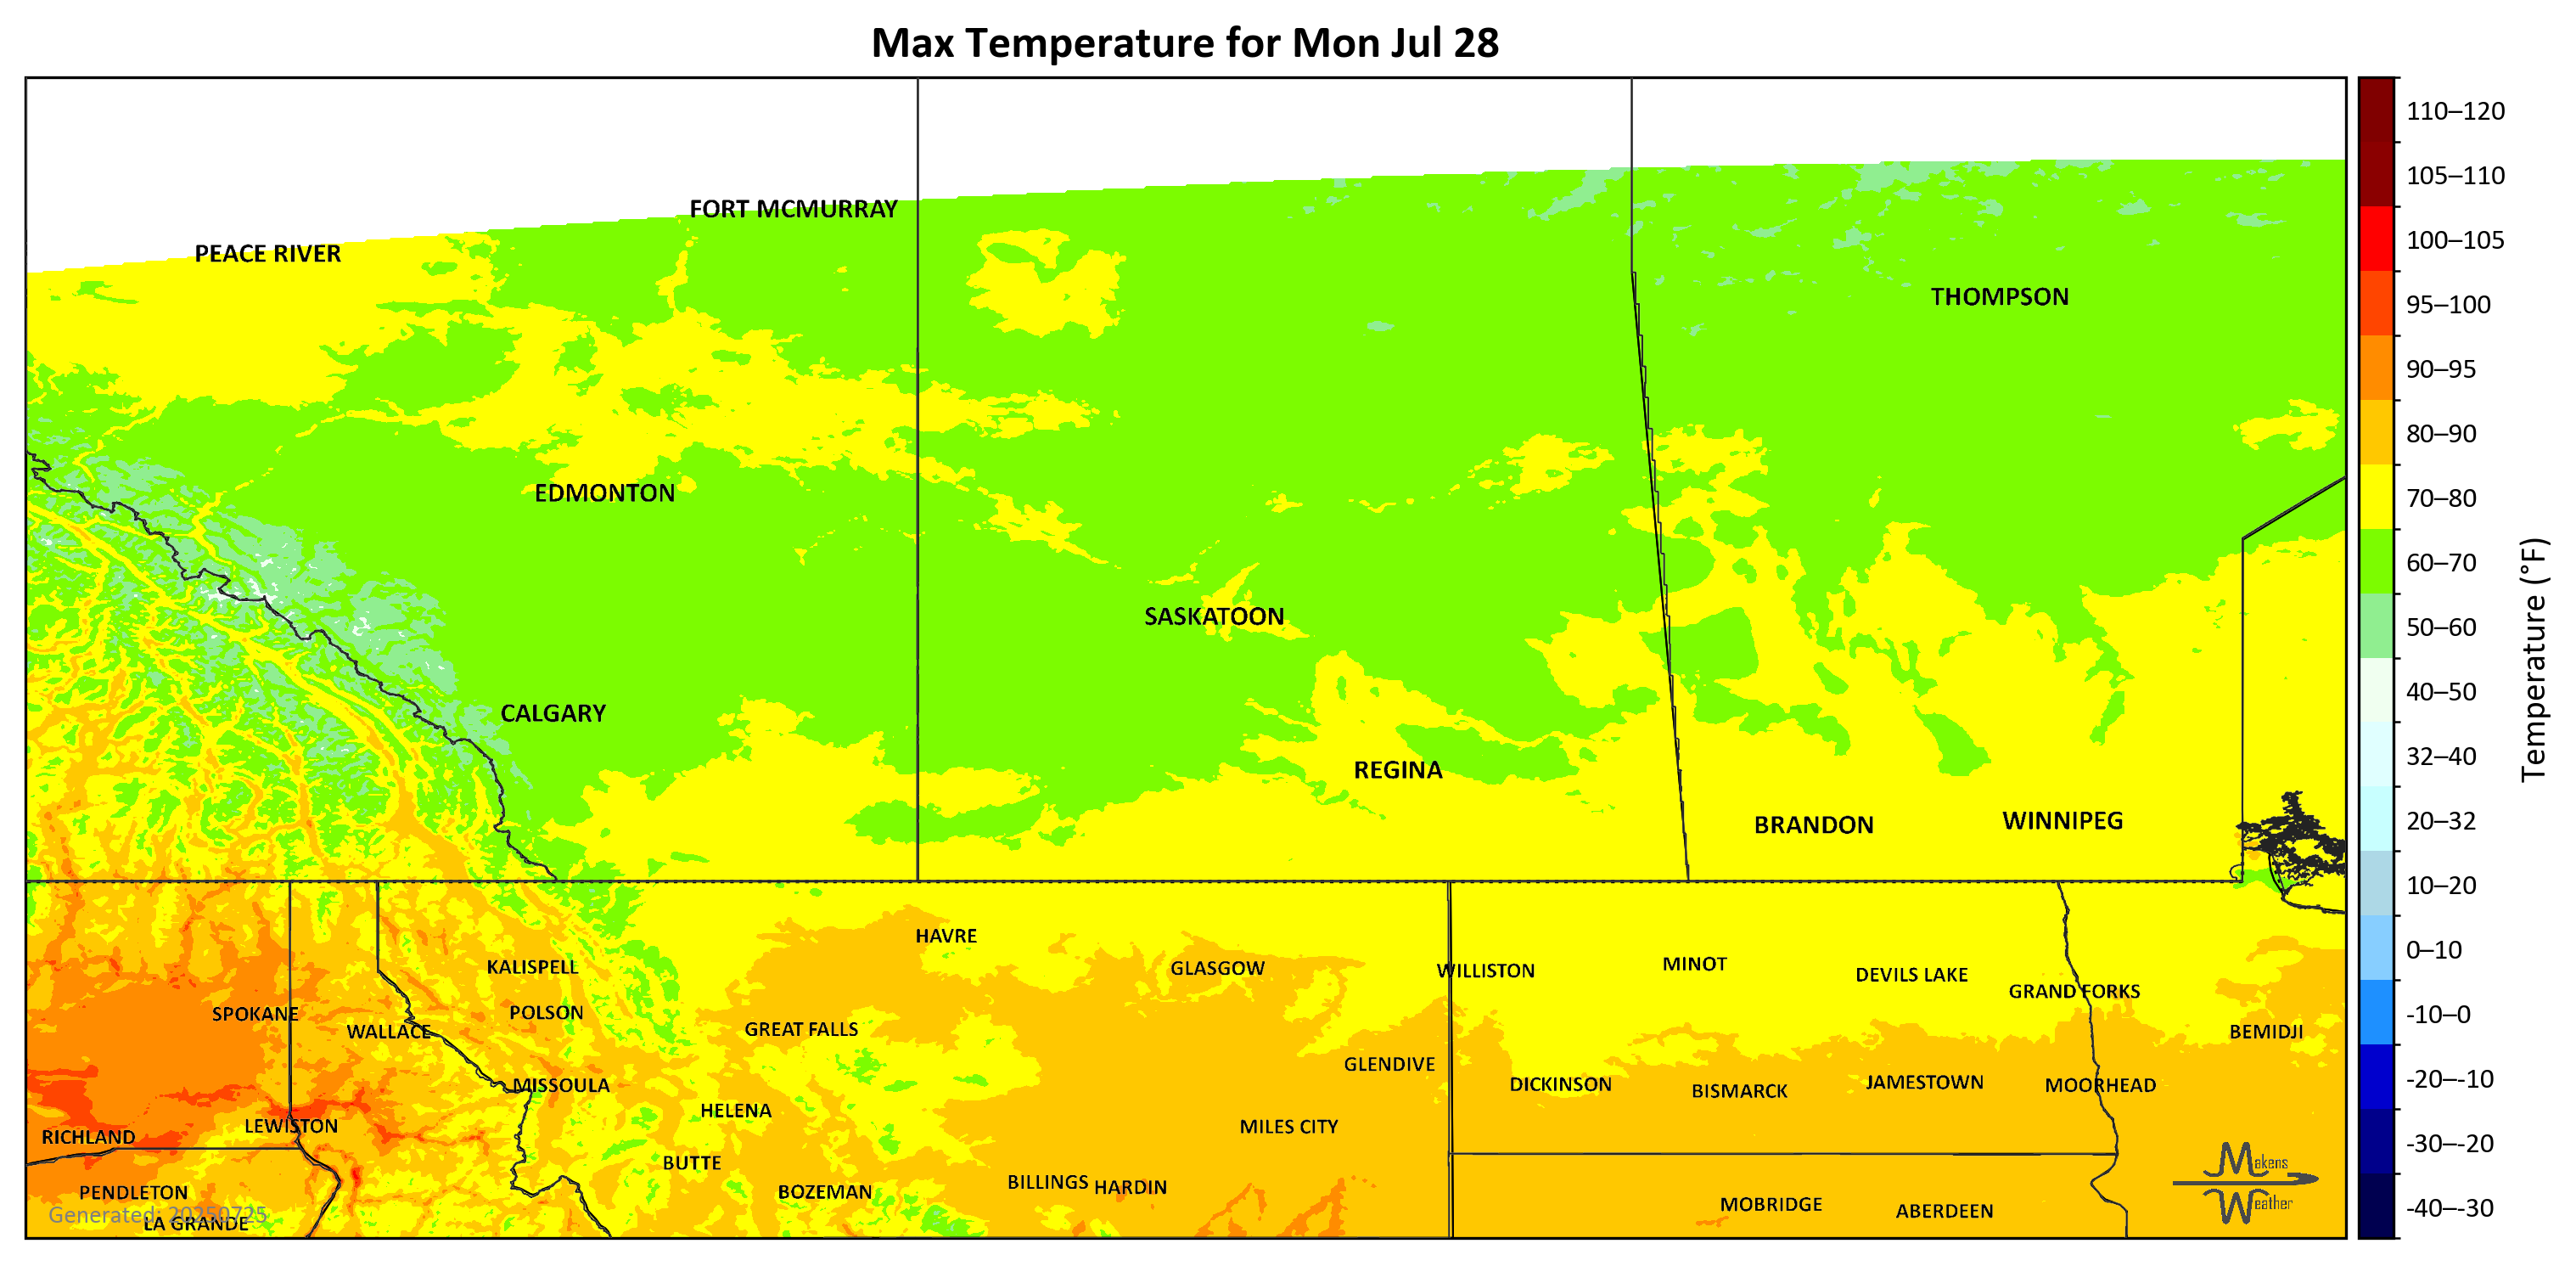 Max Temperature for Mon Jul 28
FORT MCMURRAY
PEACE RIVER
THOMPSON
EDMONTON
SASKATOON
CALGARY
REGINA
BRANDON
WINNIPEG
HAVRE
KALISPELL
GLASGOW
WILLISTON
MINOT
DEVILS LAKE
GRAND FORKS
SPOKANE
POLSON
WALLACE
GREAT FALLS
BEMIDJI
GLENDIVE
MISSOULA
DICKINSON
BISMARCK
JAMESTOWN
MOORHEAD
HELENA
LEWISTON
MILES CITY
RICHLAND
BUTTE
BILLINGS
HARDIN
PENDLETON
BOZEMAN
MOBRIDGE
ABERDEEN
LA GRANDE
Generated: 20250725
Makens
Weather
110–120
105–110
100–105
95–100
90–95
80–90
70–80
60–70
50–60
40–50
32–40
20–32
10–20
0–10
-10–0
-20–-10
-30–-20
-40–-30
Temperature (°F)